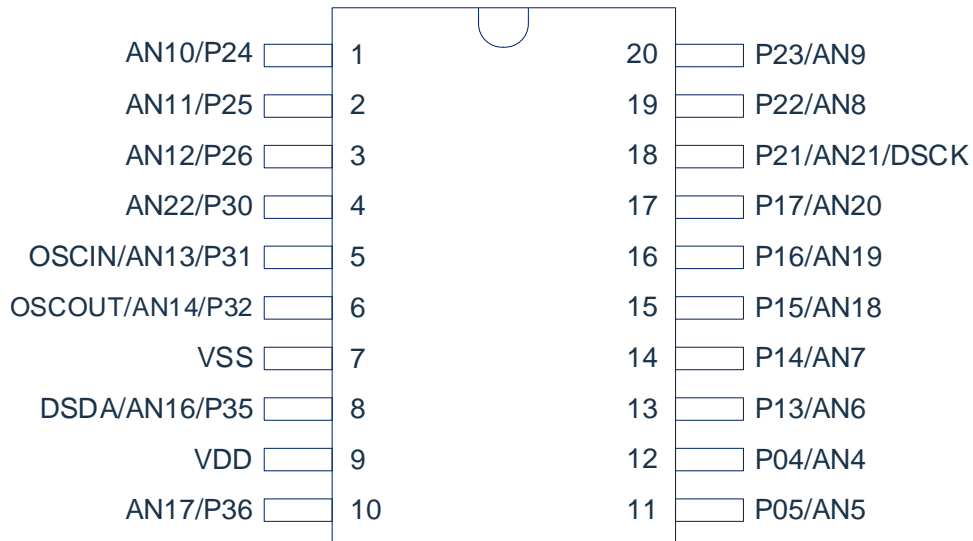 AN10/P24 1 20 P23/AN9
AN11/P25 2 19 P22/AN8
AN12/P26 3 18 P21/AN21/DSCK
AN22/P30 4 17 P17/AN20
OSCIN/AN13/P31 5 16 P16/AN19
OSCOUT/AN14/P32 6 15 P15/AN18
VSS 7 14 P14/AN7
DSDA/AN16/P35 8 13 P13/AN6
VDD 9 12 P04/AN4
AN17/P36 10 11 P05/AN5